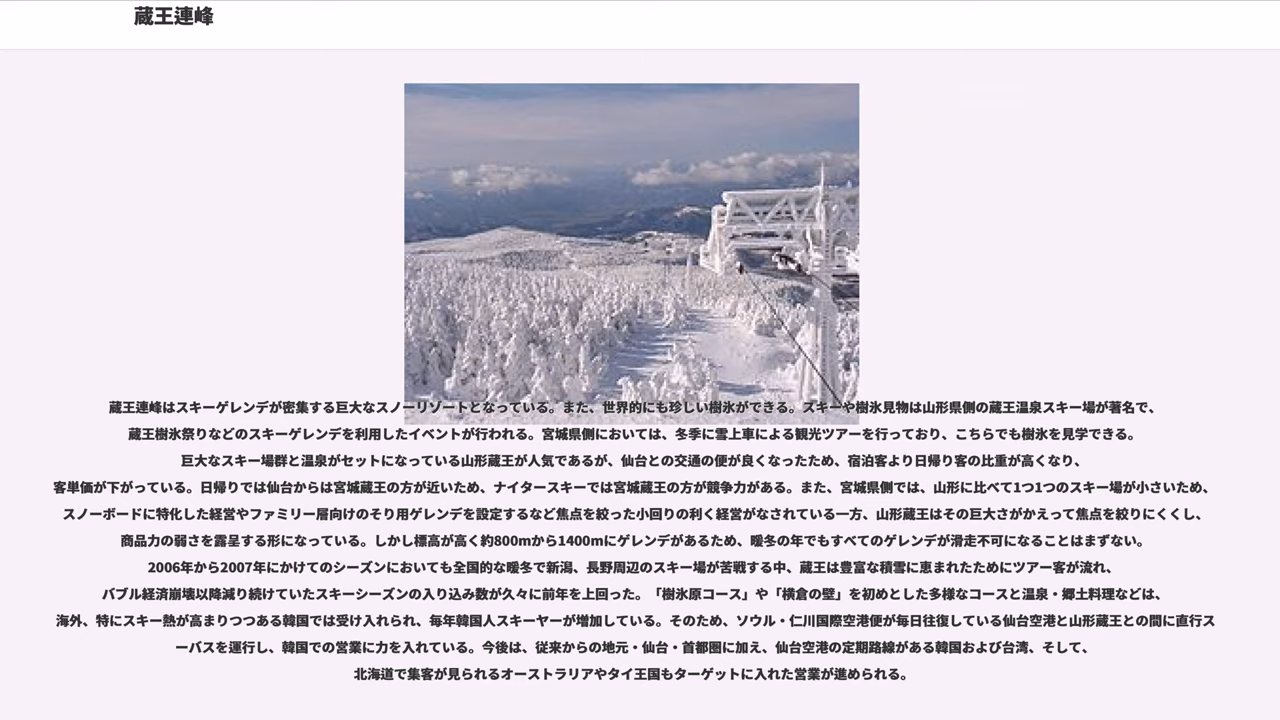 蔵王連峰
蔵王連峰はスキーゲレンデが密集する巨大なスノーリゾートとなっている。また、世界的にも珍しい樹氷ができる。スキーや樹氷見物は山形県側の蔵王温泉スキー場が著名で、
蔵王樹氷祭りなどのスキーゲレンデを利用したイベントが行われる。宮城県側においては、冬季に雪上車による観光ツアーを行っており、こちらでも樹氷を見学できる。
巨大なスキー場群と温泉がセットになっている山形蔵王が人気であるが、仙台との交通の便が良くなったため、宿泊客より日帰り客の比重が高くなり、
客単価が下がっている。日帰りでは仙台からは宮城蔵王の方が近いため、ナイタースキーでは宮城蔵王の方が競争力がある。また、宮城県側では、山形に比べて1つ1つのスキー場が小さいため、
スノーボードに特化した経営やファミリー層向けのそり用ゲレンデを設定するなど焦点を絞った小回りの利く経営がなされている一方、山形蔵王はその巨大さがかえって焦点を絞りにくくし、
商品力の弱さを露呈する形になっている。しかし標高が高く約800mから1400mにゲレンデがあるため、暖冬の年でもすべてのゲレンデが滑走不可になることはまずない。
2006年から2007年にかけてのシーズンにおいても全国的な暖冬で新潟、長野周辺のスキー場が苦戦する中、蔵王は豊富な積雪に恵まれたためにツアー客が流れ、
バブル経済崩壊以降減り続けていたスキーシーズンの入り込み数が久々に前年を上回った。「樹氷原コース」や「横倉の壁」を初めとした多様なコースと温泉・郷土料理などは、
海外、特にスキー熱が高まりつつある韓国では受け入れられ、毎年韓国人スキーヤーが増加している。そのため、ソウル・仁川国際空港便が毎日往復している仙台空港と山形蔵王との間に直行ス
ーバスを運行し、韓国での営業に力を入れている。今後は、従来からの地元・仙台・首都圏に加え、仙台空港の定期路線がある韓国および台湾、そして、
北海道で集客が見られるオーストラリアやタイ王国もターゲットに入れた営業が進められる。